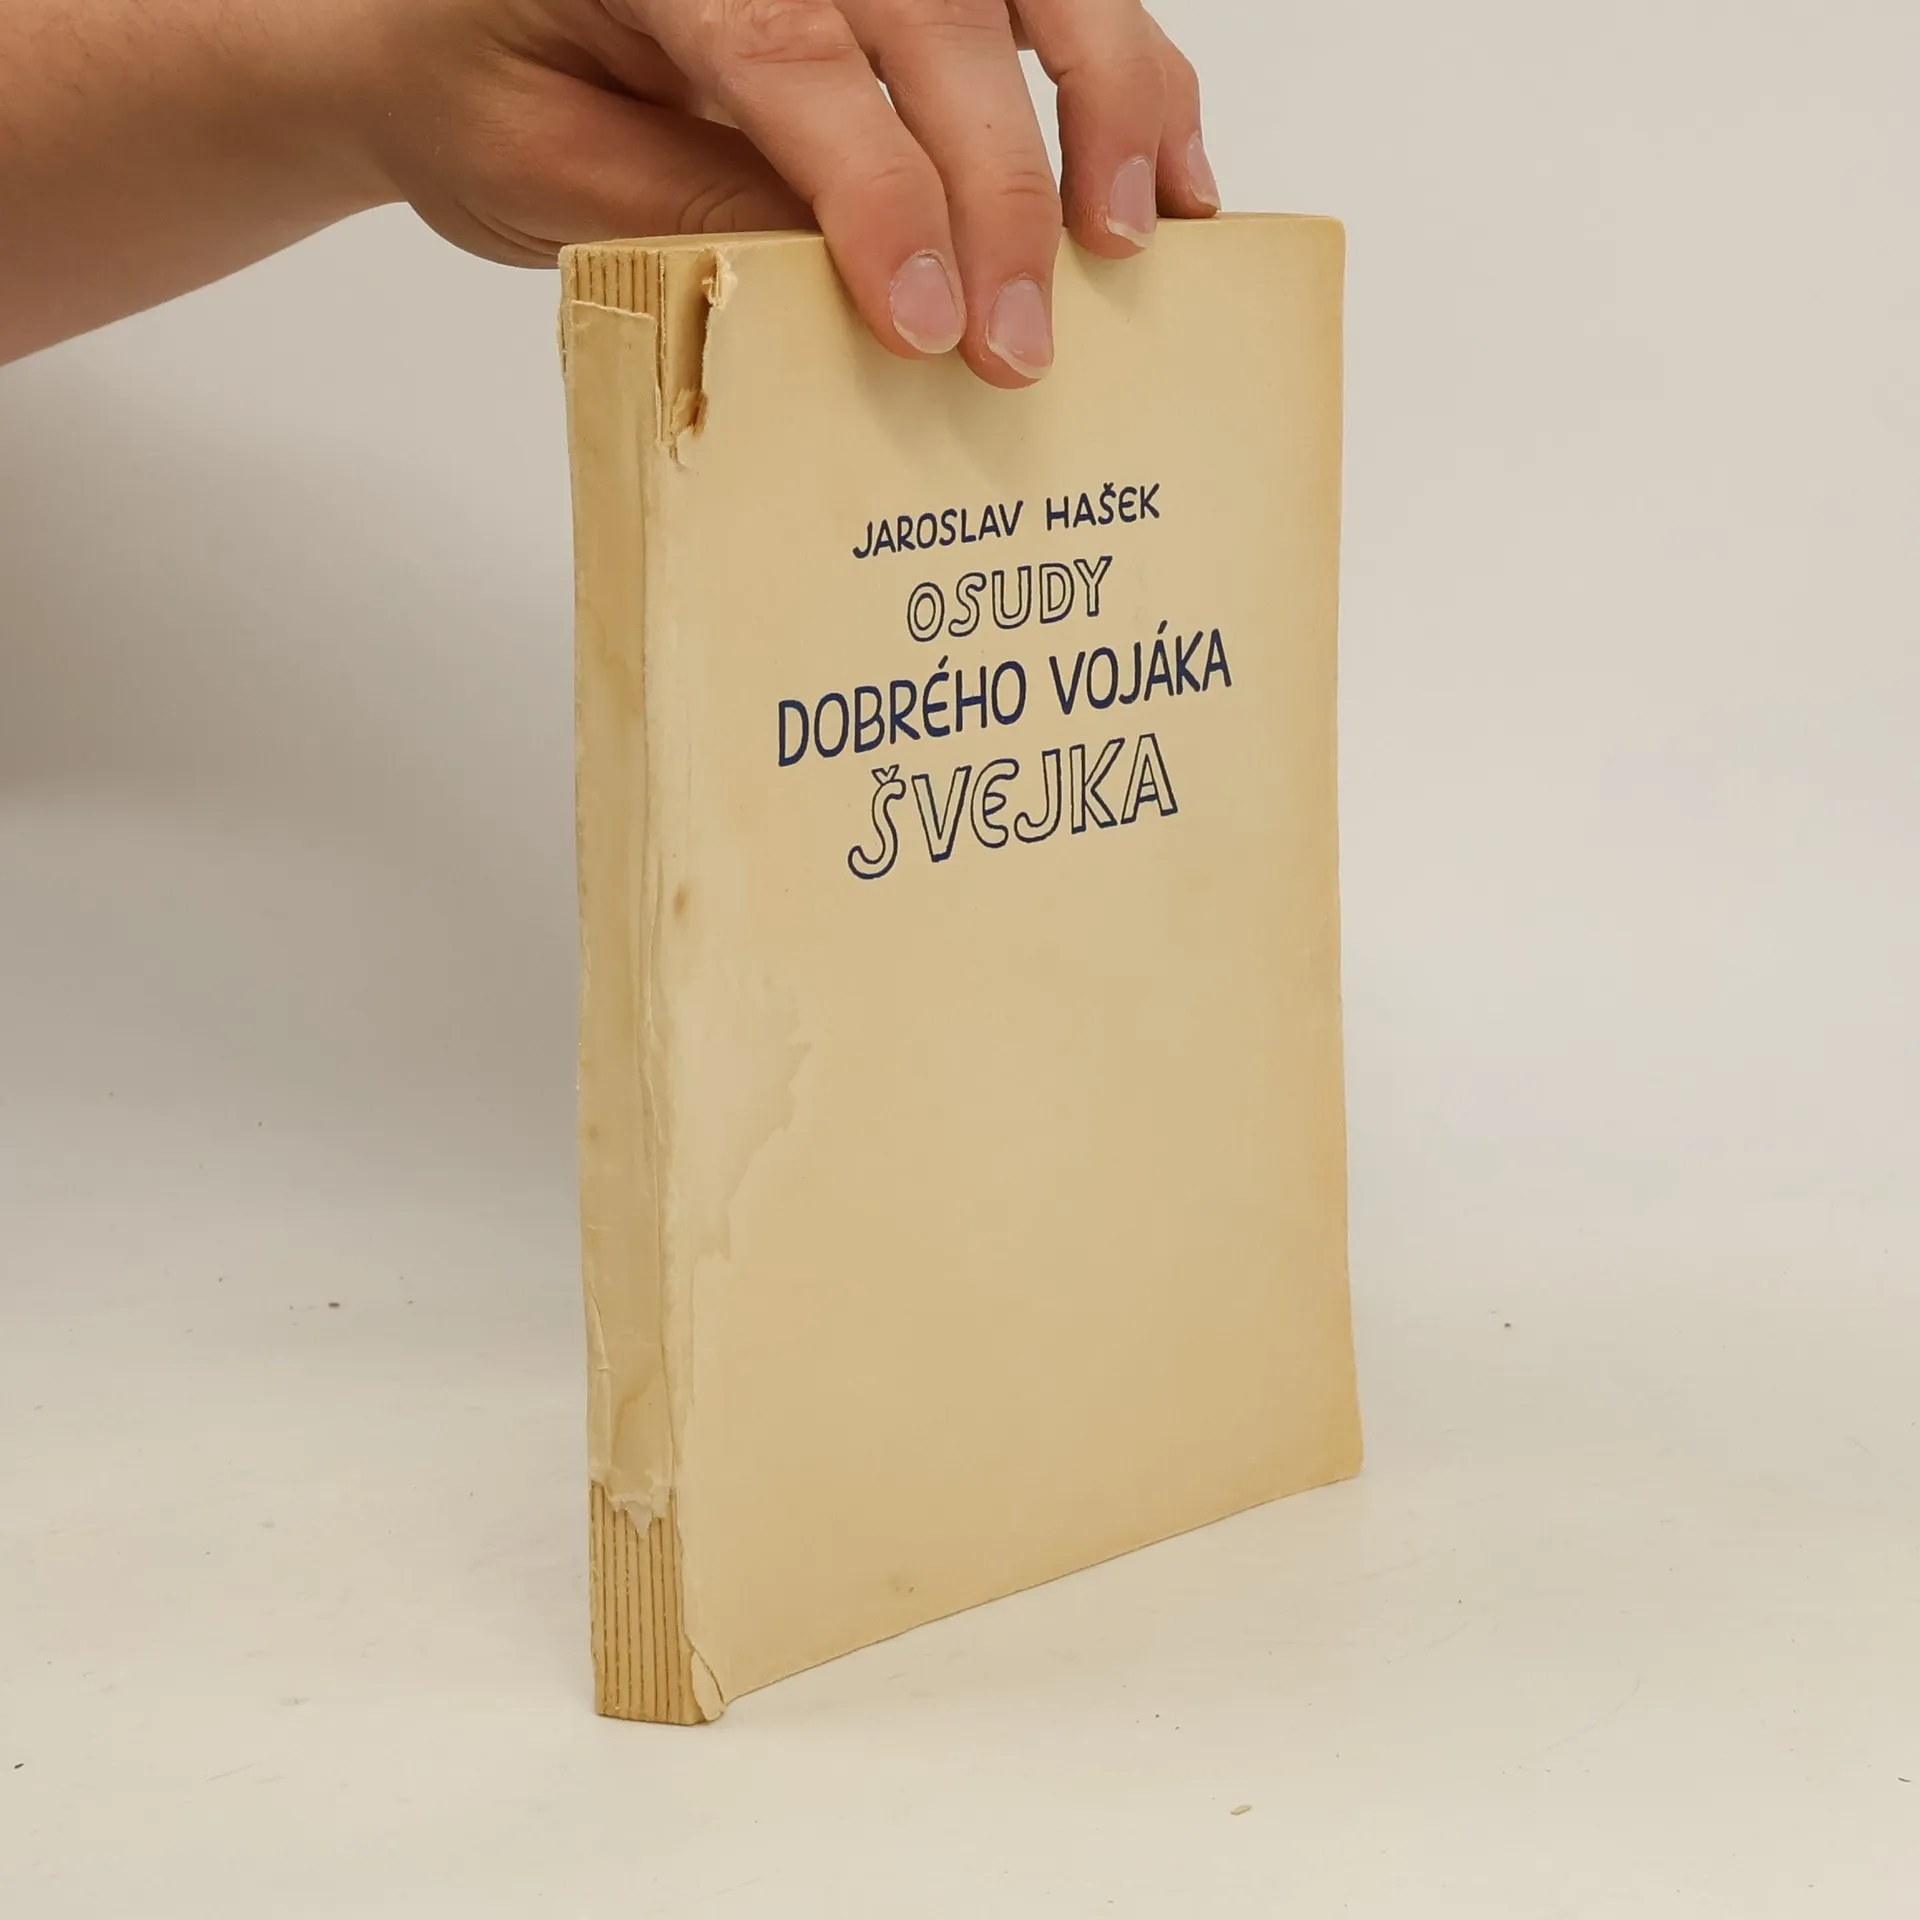 JAROSLAV HAŠEK
OSUDY
DOBRÉHO VOJÁKA
ŠVEJKA